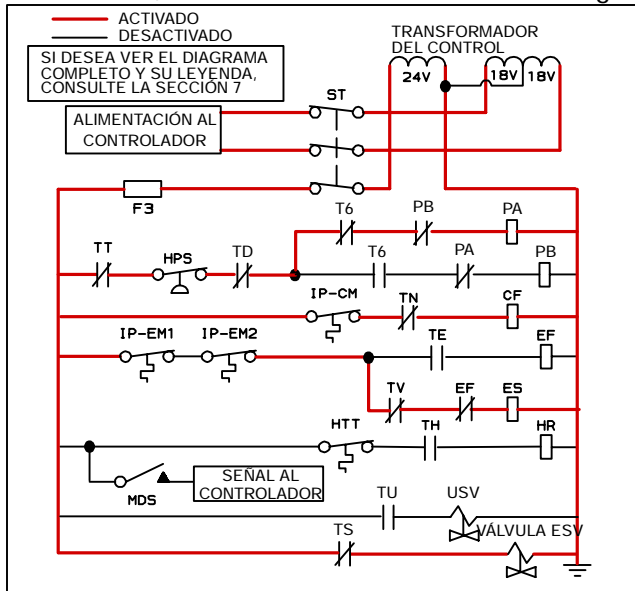 ACTIVADO
DESACTIVADO
SI DESEA VER EL DIAGRAMA
COMPLETO Y SU LEYENDA,
CONSULTE LA SECCIÓN 7
TRANSFORMADOR
DEL CONTROL
24V
18V 18V
ST
ALIMENTACIÓN AL
CONTROLADOR
F3
T6 PB PA
TT HPS TD
T6 PA PB
IP-CM TN CF
IP-EM1 IP-EM2
TE EF
TV EF ES
HTT TH HR
MDS
SEÑAL AL
CONTROLADOR
TU USV
TS VÁLVULA ESV